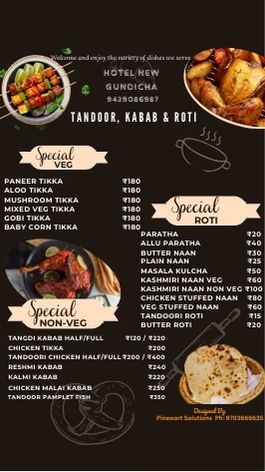 Welcome and enjoy the variety of dishes we serve
HOTEL NEW
GUNDICHA
9439086987
TANDOOR, KABAB & ROTI
Special
VEG
PANEER TIKKA ₹180
ALOO TIKKA ₹180
MUSHROOM TIKKA ₹180
MIXED VEG TIKKA ₹180
GOBI TIKKA ₹180
BABY CORN TIKKA ₹180
Special
ROTI
PARATHA ₹20
ALLU PARATHA ₹40
BUTTER NAAN ₹30
PLAIN NAAN ₹25
MASALA KULCHA ₹50
KASHMIRI NAAN VEG ₹60
KASHMIRI NAAN NON VEG ₹100
CHICKEN STUFFED NAAN ₹80
VEG STUFFED NAAN ₹60
TANDOORI ROTI ₹15
BUTTER ROTI ₹20
Special
NON-VEG
TANGDI KABAB HALF/FULL ₹120 / ₹220
CHICKEN TIKKA ₹200
TANDOORI CHICKEN HALF/FULL ₹200 / ₹400
RESHMI KABAB ₹240
KALMI KABAB ₹220
CHICKEN MALAI KABAB ₹250
TANDOOR PAMPLET FISH ₹350
Designed By
Pinewart Solutions Ph: 9703666635